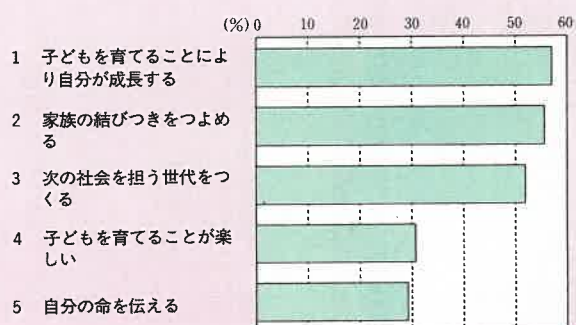 (%) 0 10 20 30 40 50 60
1 子どもを育てることによ
り自分が成長する
2 家族の結びつきをつよめ
る
3 次の社会を担う世代をつ
くる
4 子どもを育てることが楽
しい
5 自分の命を伝える